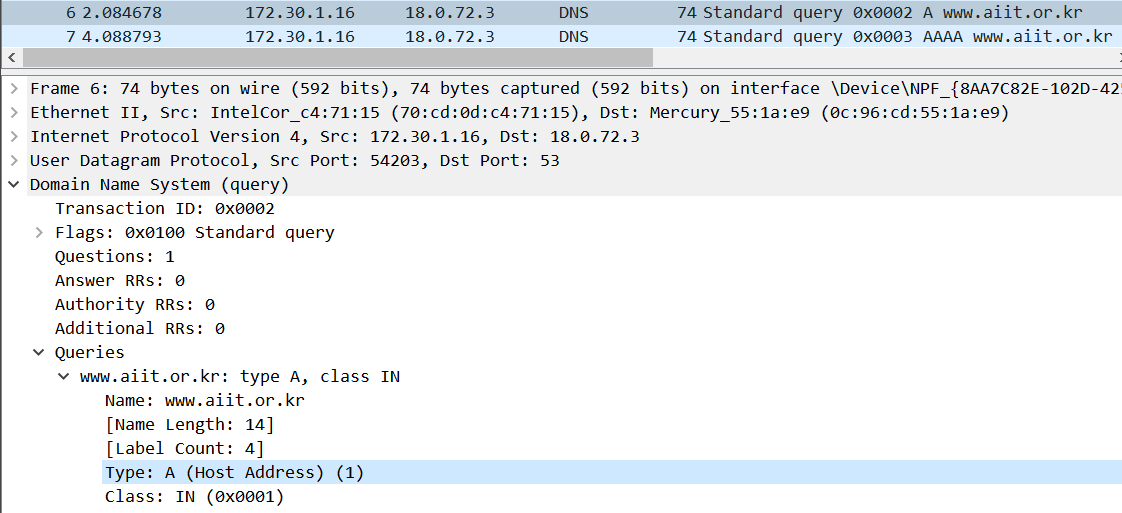 6 2.084678 172.30.1.16 18.0.72.3 DNS 74 Standard query 0x0002 A www.aiit.or.kr
7 4.088793 172.30.1.16 18.0.72.3 DNS 74 Standard query 0x0003 AAAA www.aiit.or.kr
Frame 6: 74 bytes on wire (592 bits), 74 bytes captured (592 bits) on interface \Device\NPF_{8AA7C82E-102D-425
Ethernet II, Src: IntelCor_c4:71:15 (70:cd:0d:c4:71:15), Dst: Mercury_55:1a:e9 (0c:96:cd:55:1a:e9)
Internet Protocol Version 4, Src: 172.30.1.16, Dst: 18.0.72.3
User Datagram Protocol, Src Port: 54203, Dst Port: 53
Domain Name System (query)
Transaction ID: 0x0002
Flags: 0x0100 Standard query
Questions: 1
Answer RRs: 0
Authority RRs: 0
Additional RRs: 0
Queries
www.aiit.or.kr: type A, class IN
Name: www.aiit.or.kr
[Name Length: 14]
[Label Count: 4]
Type: A (Host Address) (1)
Class: IN (0x0001)